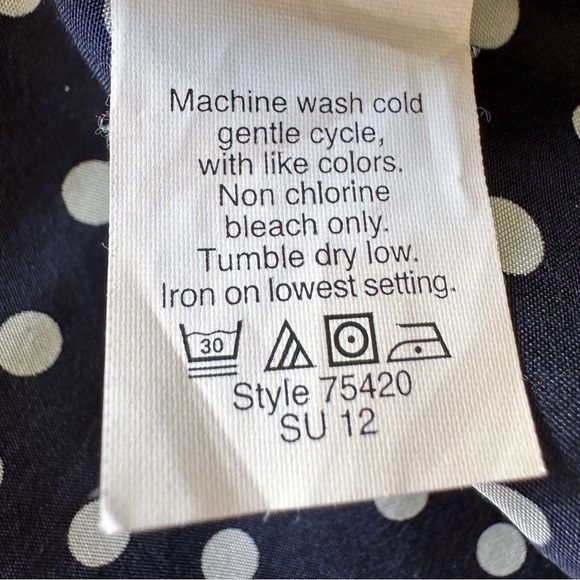 Machine wash cold
gentle cycle,
with like colors.
Non chlorine
bleach only.
Tumble dry low.
Iron on lowest setting.
30
Style 75420
SU 12